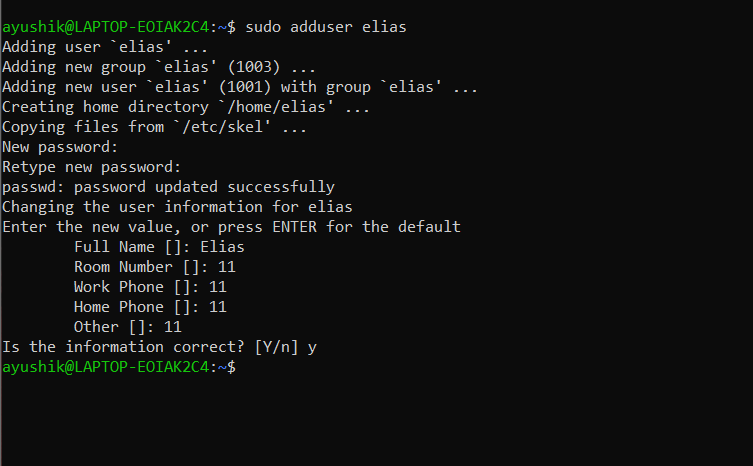 ayushik@LAPTOP-EOIAK2C4:~$ sudo adduser elias
Adding user `elias' ...
Adding new group `elias' (1003) ...
Adding new user `elias' (1001) with group `elias' ...
Creating home directory `/home/elias' ...
Copying files from `/etc/skel' ...
New password:
Retype new password:
passwd: password updated successfully
Changing the user information for elias
Enter the new value, or press ENTER for the default
        Full Name []: Elias
        Room Number []: 11
        Work Phone []: 11
        Home Phone []: 11
        Other []: 11
Is the information correct? [Y/n] y
ayushik@LAPTOP-EOIAK2C4:~$